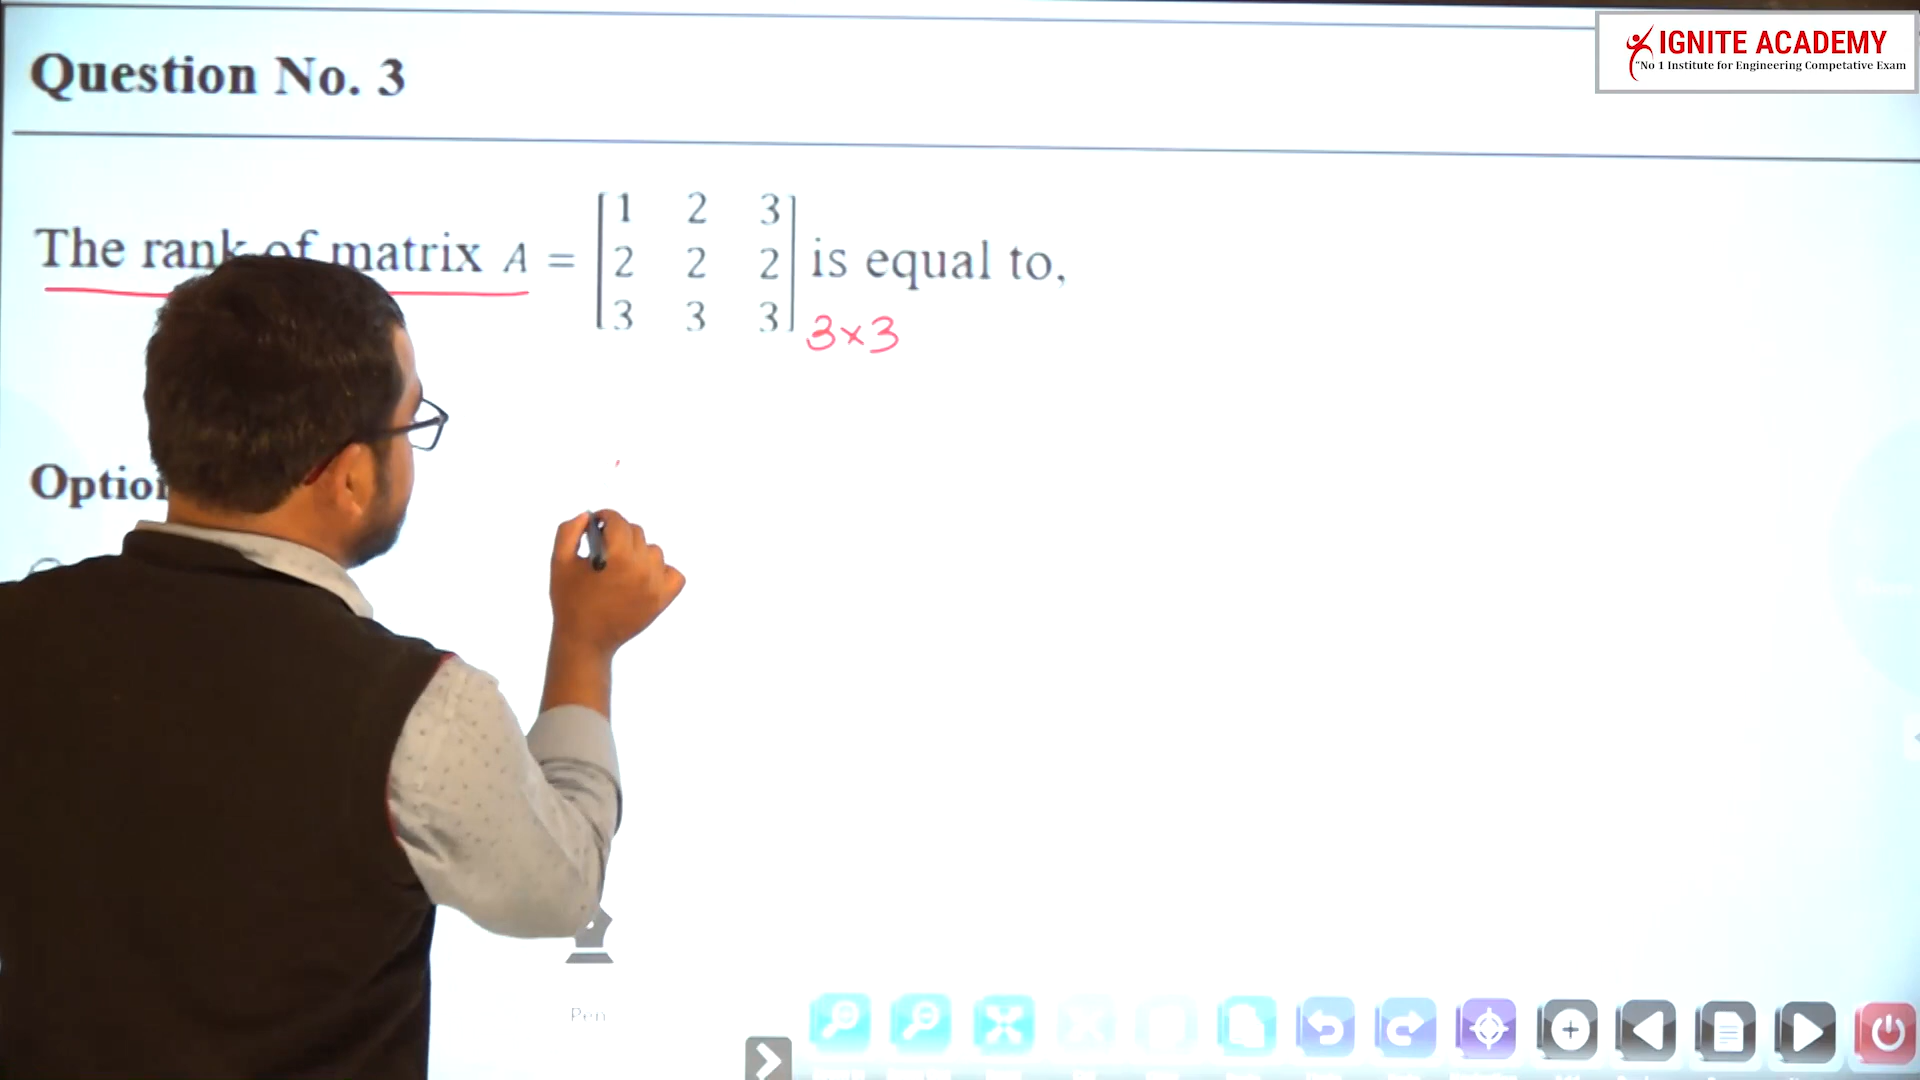 IGNITE ACADEMY
"No 1 Institute for Engineering Competative Exam
Question No. 3
The rank of matrix A = [1 2 3
2 2 2
3 3 3] is equal to,
3×3
Option
Pen